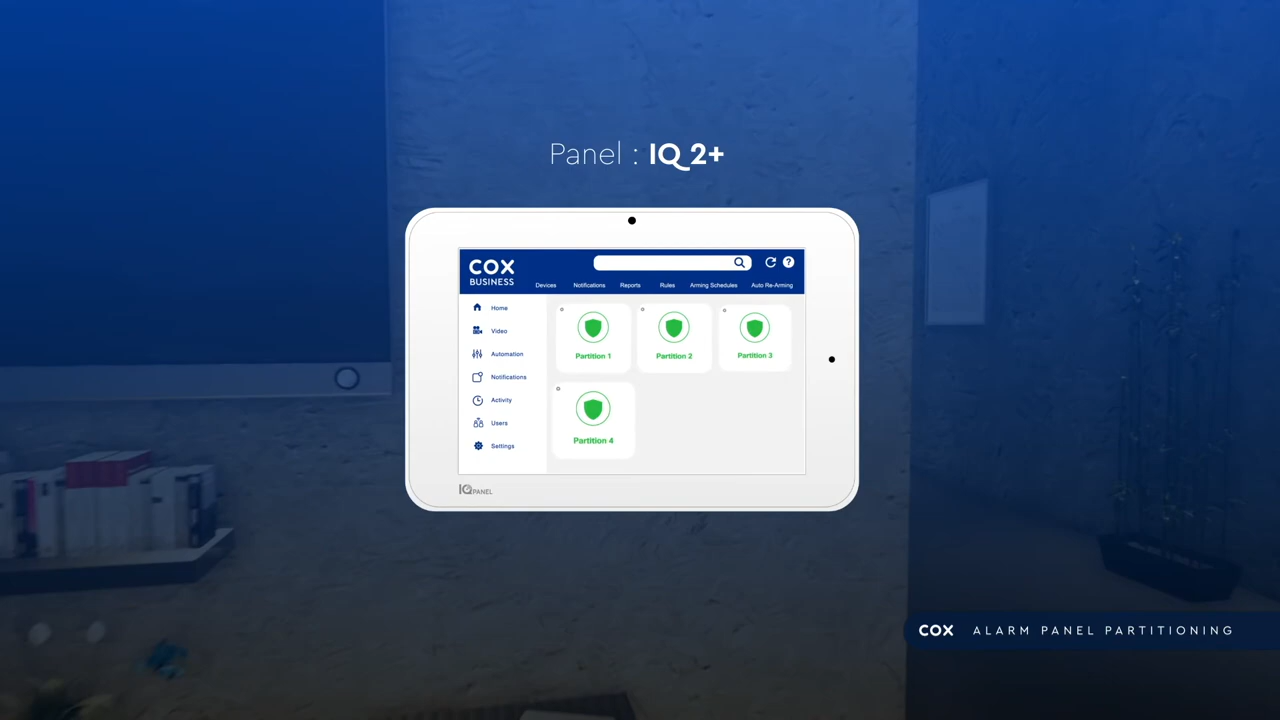 Panel : IQ 2+
COX
BUSINESS
Devices Notifications Reports Rules Arming Schedules Auto Re-Arming
Home
Video
Automation
Notifications
Activity
Users
Settings
Partition 1
Partition 2
Partition 3
Partition 4
IQ PANEL
COX ALARM PANEL PARTITIONING